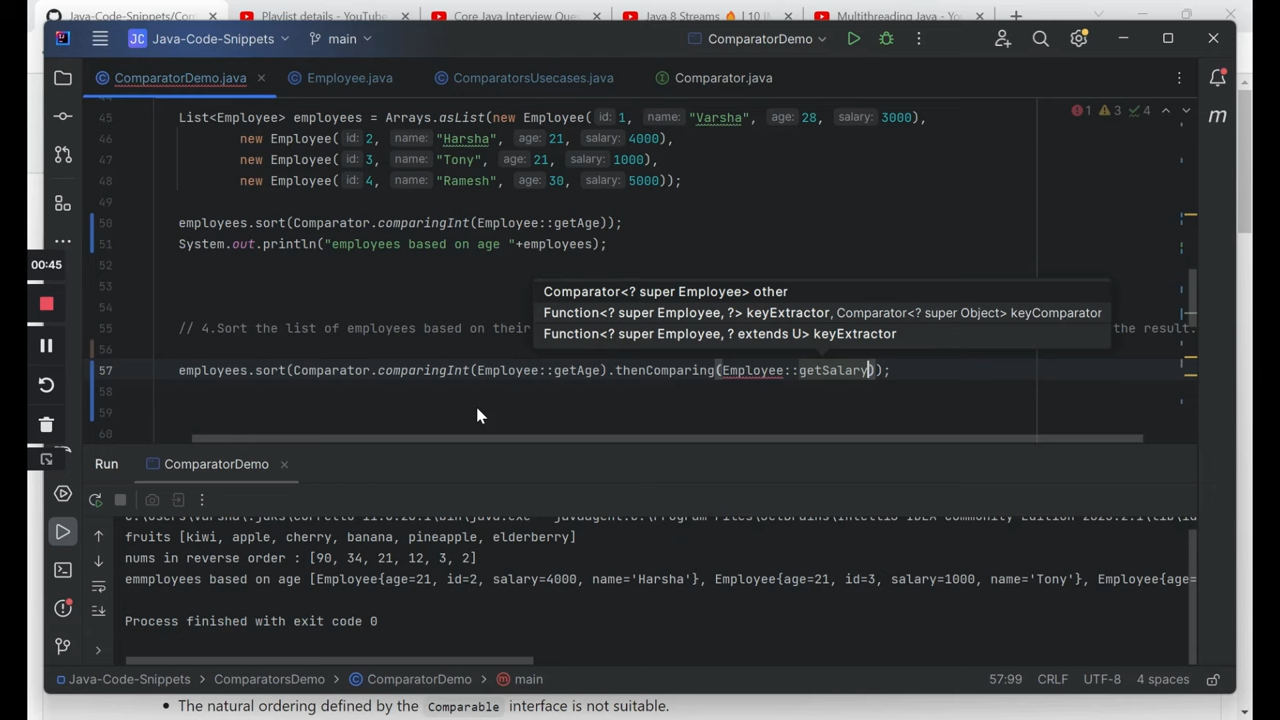 Java-Code-Snippets/Com
Playlist details - YouTube
Core Java Interview Que
Java 8 Streams 🔥 | 10 i
Multithreading Java - You
JC Java-Code-Snippets main ComparatorDemo
ComparatorDemo.java Employee.java ComparatorsUsecases.java Comparator.java
44
1 3 4
45 List<Employee> employees = Arrays.asList(new Employee( id: 1, name: "Varsha", age: 28, salary: 3000),
46 new Employee( id: 2, name: "Harsha", age: 21, salary: 4000),
47 new Employee( id: 3, name: "Tony", age: 21, salary: 1000),
48 new Employee( id: 4, name: "Ramesh", age: 30, salary: 5000));
49
50 employees.sort(Comparator.comparingInt(Employee::getAge));
51 System.out.println("employees based on age "+employees);
00:45
52
53
Comparator<? super Employee> other
54
Function<? super Employee, ?> keyExtractor, Comparator<? super Object> keyComparator
Function<? super Employee, ? extends U> keyExtractor
55 // 4.Sort the list of employees based on their the result.
56
57 employees.sort(Comparator.comparingInt(Employee::getAge).thenComparing(Employee::getSalary));
58
59
60
Run ComparatorDemo
fruits [kiwi, apple, cherry, banana, pineapple, elderberry]
nums in reverse order : [90, 34, 21, 12, 3, 2]
emmployees based on age [Employee{age=21, id=2, salary=4000, name='Harsha'}, Employee{age=21, id=3, salary=1000, name='Tony'}, Employee{age=
Process finished with exit code 0
Java-Code-Snippets > ComparatorsDemo > ComparatorDemo > main 57:99 CRLF UTF-8 4 spaces
• The natural ordering defined by the Comparable interface is not suitable.